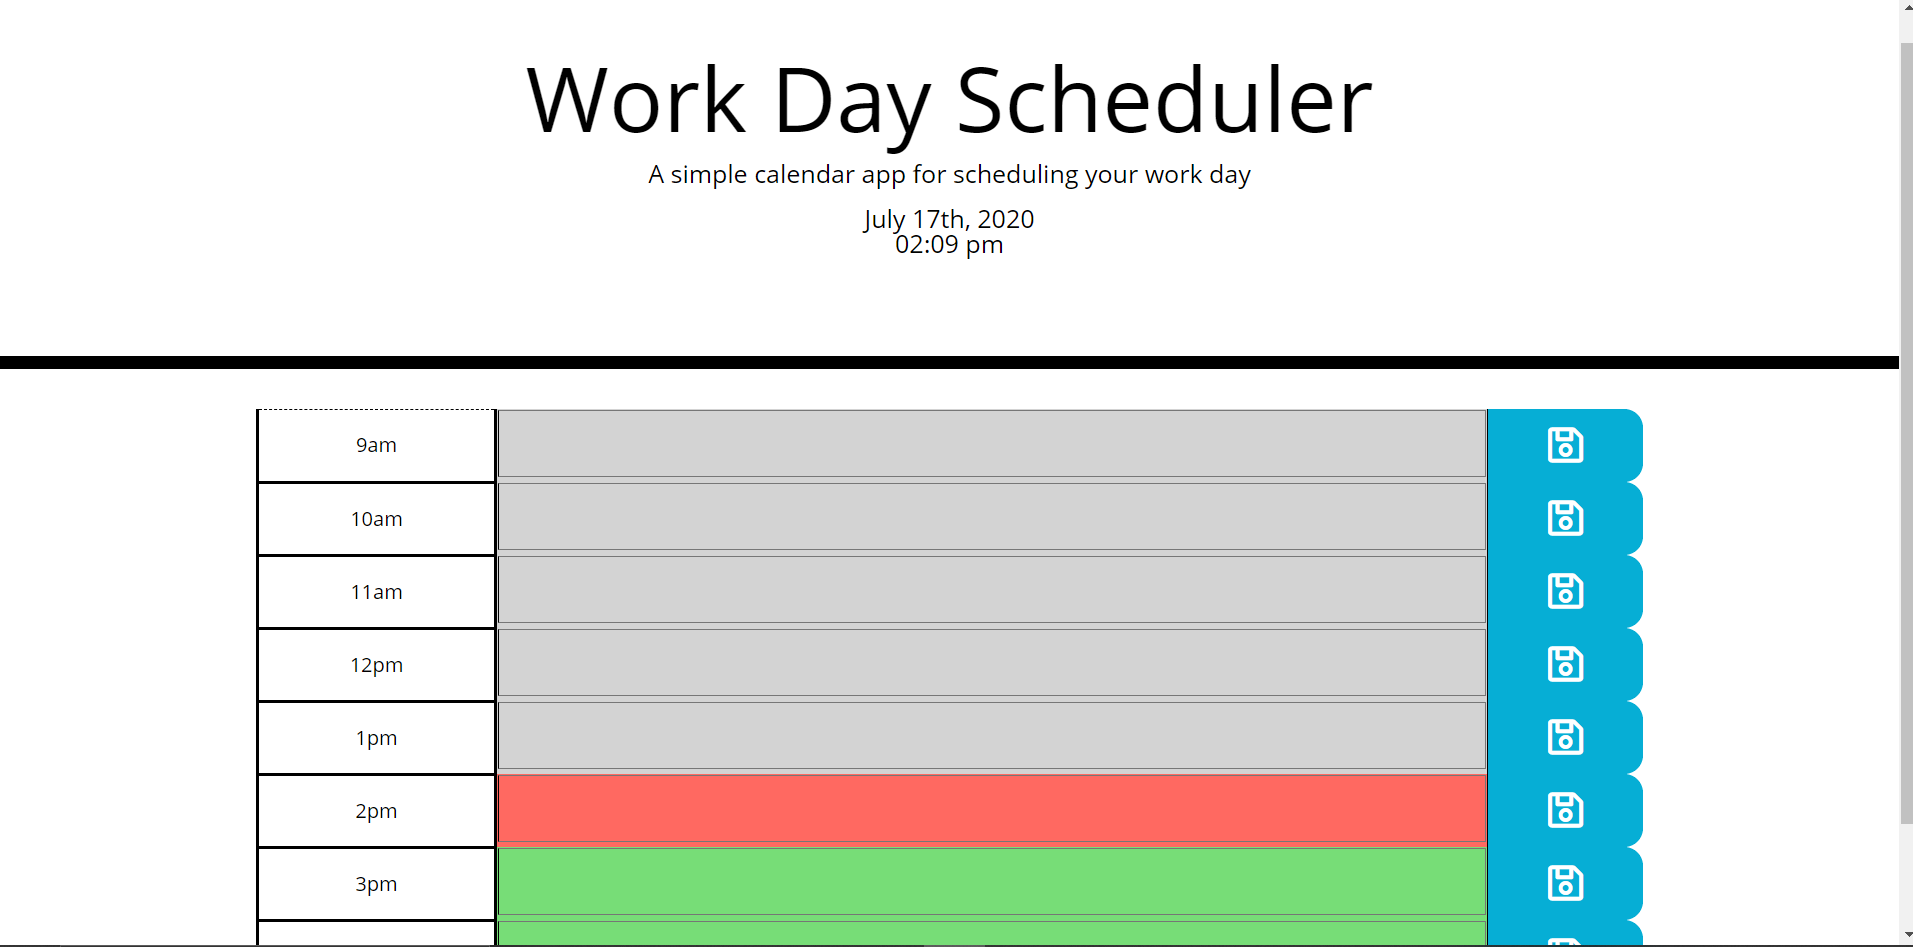 Work Day Scheduler
A simple calendar app for scheduling your work day
July 17th, 2020
02:09 pm
9am
10am
11am
12pm
1pm
2pm
3pm